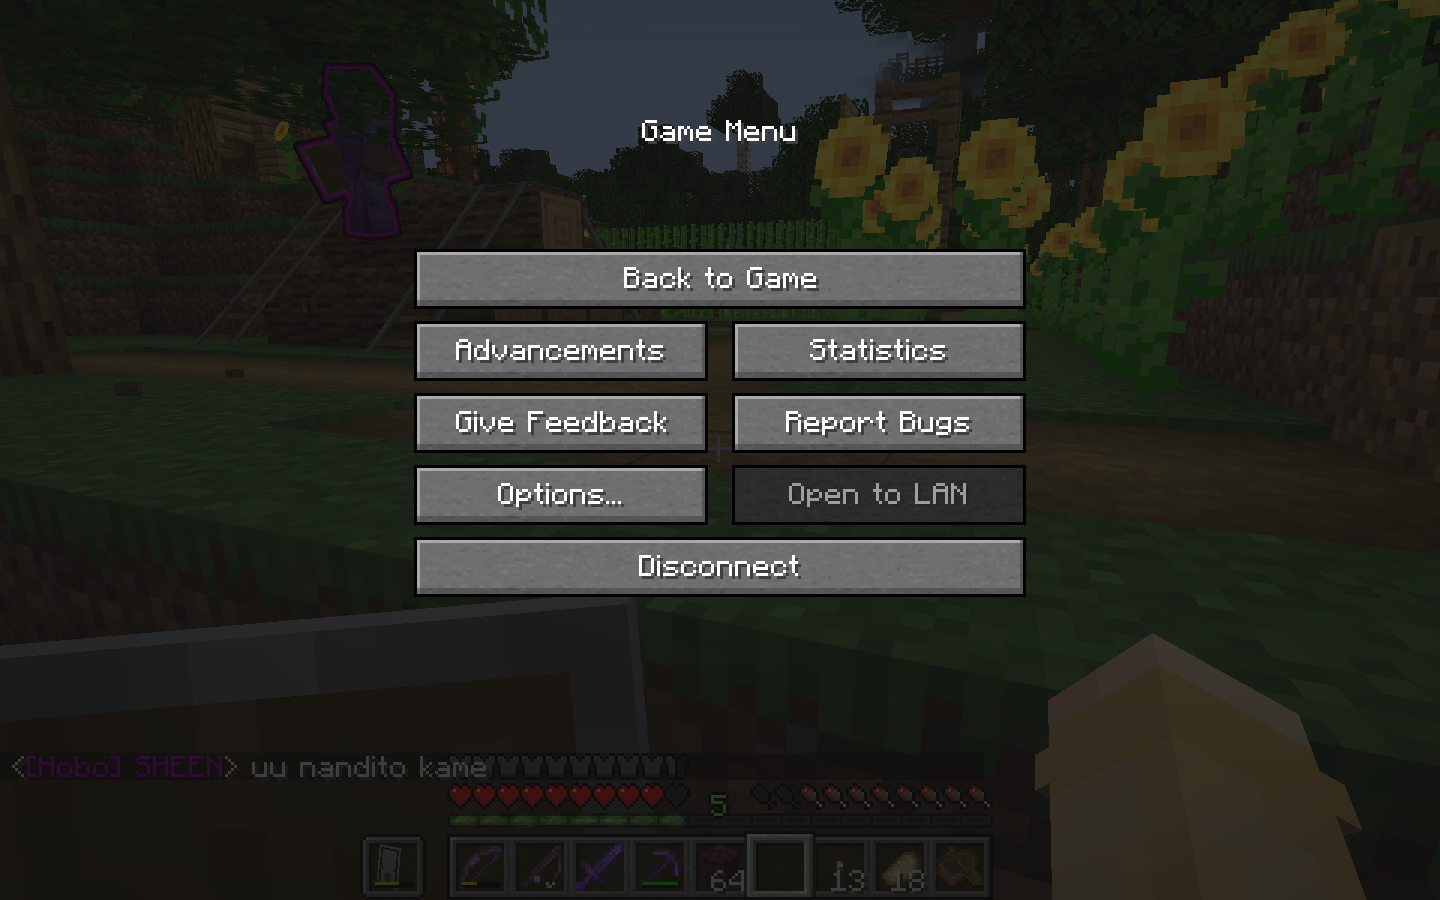 Game Menu
Back to Game
Advancements
Statistics
Give Feedback
Report Bugs
Options...
Open to LAN
Disconnect
<[Hobo] SHEEN> uu nandito kame
5
64
13
18